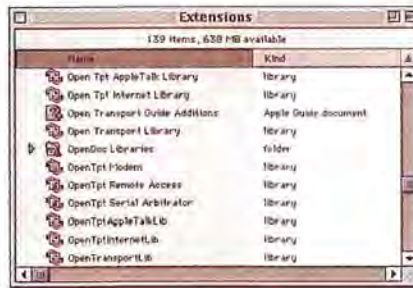 Extensions
139 items, 638 MB available
Name Kind
Open Tpt AppleTalk Library library
Open Tpt Internet Library library
Open Transport Guide Additions Apple Guide document
Open Transport Library library
OpenDoc Libraries folder
OpenTpt Modem library
OpenTpt Remote Access library
OpenTpt Serial Arbitrator library
OpenTptAppleTalkLib library
OpenTptInternetLib library
OpenTransportLib library